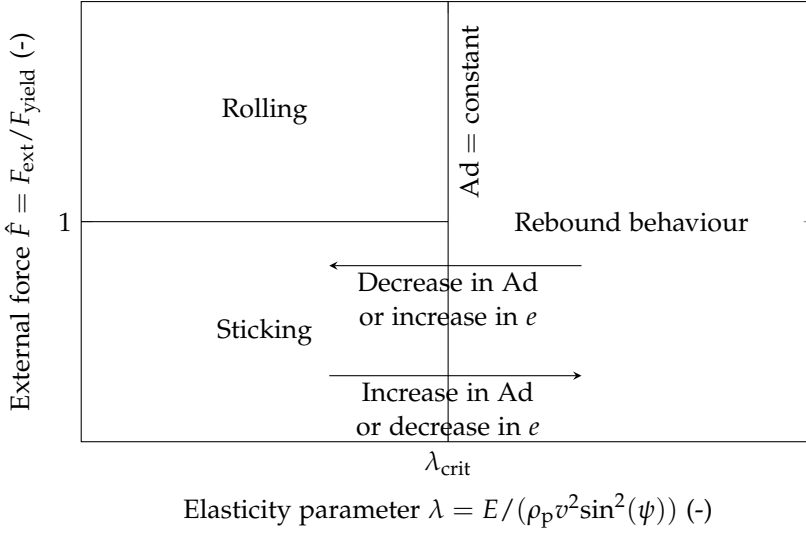 External force F̂ = F_ext/F_yield (-)
Rolling
Ad = constant
1
Rebound behaviour
Decrease in Ad
or increase in e
Sticking
Increase in Ad
or decrease in e
λ_crit
Elasticity parameter λ = E/(ρ_p v² sin²(ψ)) (-)